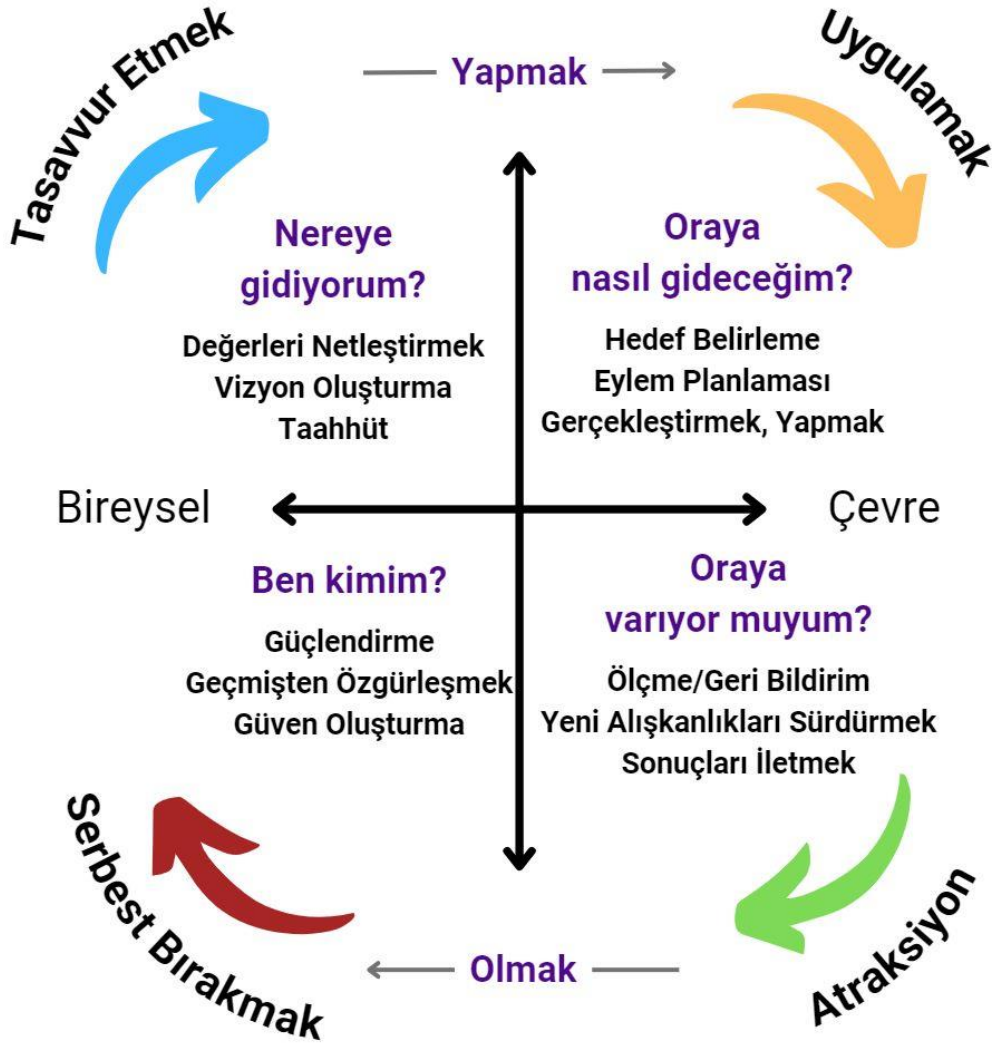 Tasavvur Etmek
Yapmak
Uygulamak
Nereye
gidiyorum?
Değerleri Netleştirmek
Vizyon Oluşturma
Taahhüt
Oraya
nasıl gideceğim?
Hedef Belirleme
Eylem Planlaması
Gerçekleştirmek, Yapmak
Bireysel
Çevre
Ben kimim?
Güçlendirme
Geçmişten Özgürleşmek
Güven Oluşturma
Oraya
varıyor muyum?
Ölçme/Geri Bildirim
Yeni Alışkanlıkları Sürdürmek
Sonuçları İletmek
Serbest Bırakmak
Olmak
Atraksiyon